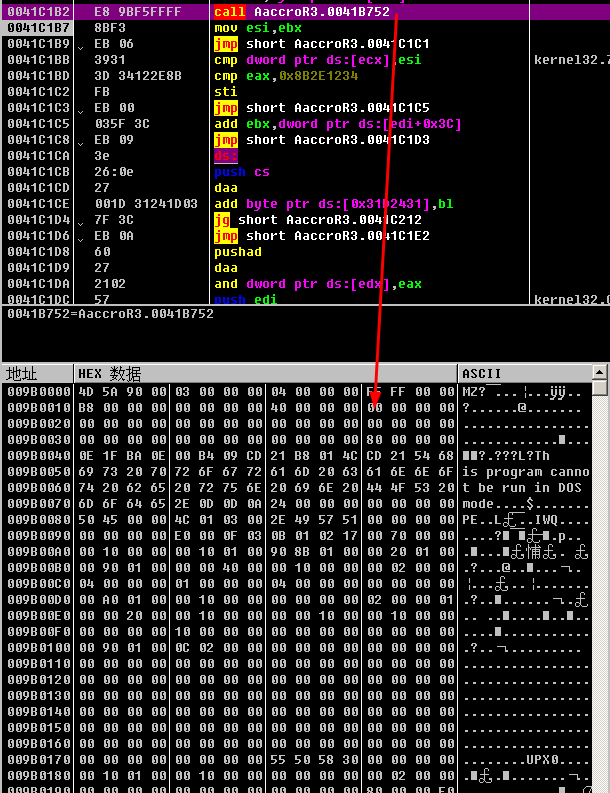 0041C1B2 E8 9BF5FFFF call AaccroR3.0041B752
0041C1B7 8BF3 mov esi,ebx
0041C1B9 EB 06 jmp short AaccroR3.0041C1C1
0041C1BB 3931 cmp dword ptr ds:[ecx],esi kernel32.7
0041C1BD 3D 34122E8B cmp eax,0x8B2E1234
0041C1C2 FB sti
0041C1C3 EB 00 jmp short AaccroR3.0041C1C5
0041C1C5 035F 3C add ebx,dword ptr ds:[edi+0x3C]
0041C1C8 EB 09 jmp short AaccroR3.0041C1D3
0041C1CA 3e ds:
0041C1CB 26:0e push cs
0041C1CD 27 daa
0041C1CE 001D 31241D03 add byte ptr ds:[0x31D2431],bl
0041C1D4 7F 3C jg short AaccroR3.0041C212
0041C1D6 EB 0A jmp short AaccroR3.0041C1E2
0041C1D8 60 pushad
0041C1D9 27 daa
0041C1DA 2102 and dword ptr ds:[edx],eax
0041C1DC 57 push edi
0041B752=AaccroR3.0041B752
地址 HEX 数据 ASCII
009B0000 4D 5A 90 00 03 00 00 00 04 00 00 00 FF FF 00 00
009B0010 B8 00 00 00 00 00 00 00 40 00 00 00 00 00 00 00 ?.......@.......
009B0020 00 00 00 00 00 00 00 00 00 00 00 00 00 00 00 00 ................
009B0030 00 00 00 00 00 00 00 00 00 00 00 00 80 00 00 00
009B0040 0E 1F BA 0E 00 B4 09 CD 21 B8 01 4C CD 21 54 68
009B0050 69 73 20 70 72 6F 67 72 61 6D 20 63 61 6E 6E 6F is program canno
009B0060 74 20 62 65 20 72 75 6E 20 69 6E 20 44 4F 53 20 t be run in DOS
009B0070 6D 6F 64 65 2E 0D 0D 0A 24 00 00 00 00 00 00 00 mode....$.......
009B0080 50 45 00 00 4C 01 03 00 2E 49 57 51 00 00 00 00
009B0090 00 00 00 00 E0 00 0F 03 0B 01 02 17 00 70 00 00
009B00A0 00 10 00 00 00 10 01 00 90 8B 01 00 00 20 01 00
009B00B0 00 90 01 00 00 00 40 00 00 10 00 00 00 02 00 00
009B00C0 04 00 00 00 01 00 00 00 04 00 00 00 00 00 00 00
009B00D0 00 A0 01 00 00 10 00 00 00 00 00 00 02 00 00 01
009B00E0 00 00 20 00 00 10 00 00 00 00 10 00 00 10 00 00
009B00F0 00 00 00 00 10 00 00 00 00 00 00 00 00 00 00 00
009B0100 00 90 01 00 0C 02 00 00 00 00 00 00 00 00 00 00
009B0110 00 00 00 00 00 00 00 00 00 00 00 00 00 00 00 00 ................
009B0120 00 00 00 00 00 00 00 00 00 00 00 00 00 00 00 00 ................
009B0130 00 00 00 00 00 00 00 00 00 00 00 00 00 00 00 00 ................
009B0140 00 00 00 00 00 00 00 00 00 00 00 00 00 00 00 00 ................
009B0150 00 00 00 00 00 00 00 00 00 00 00 00 00 00 00 00 ................
009B0160 00 00 00 00 00 00 00 00 00 00 00 00 00 00 00 00 ................
009B0170 00 00 00 00 00 00 00 00 55 50 58 30 00 00 00 00 ........UPX0....
009B0180 00 10 01 00 00 10 00 00 00 00 00 00 00 02 00 00